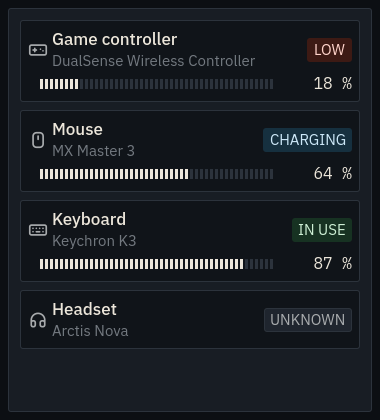 Game controller
LOW
DualSense Wireless Controller
18 %
Mouse
CHARGING
MX Master 3
64 %
Keyboard
IN USE
Keychron K3
87 %
Headset
UNKNOWN
Arctis Nova